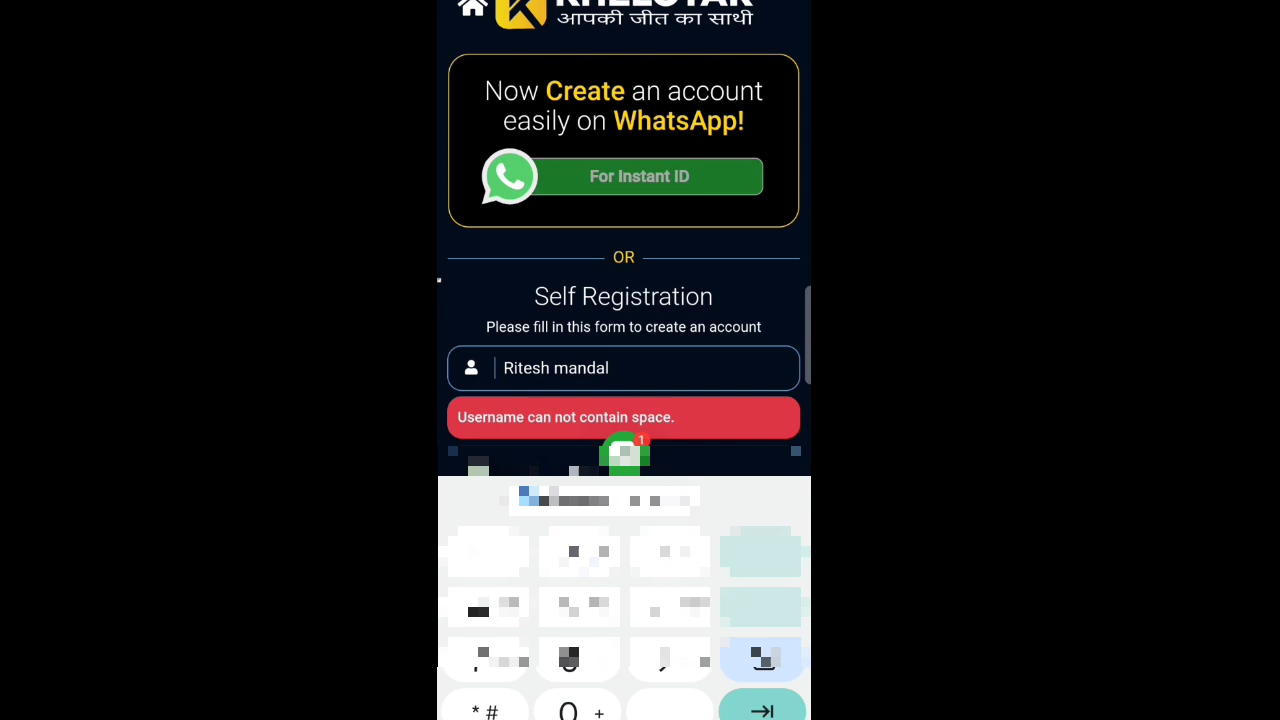 आपकी जीत का साथी
Now Create an account
easily on WhatsApp!
For Instant ID
OR
Self Registration
Please fill in this form to create an account
Ritesh mandal
Username can not contain space.
1
* # 0 +